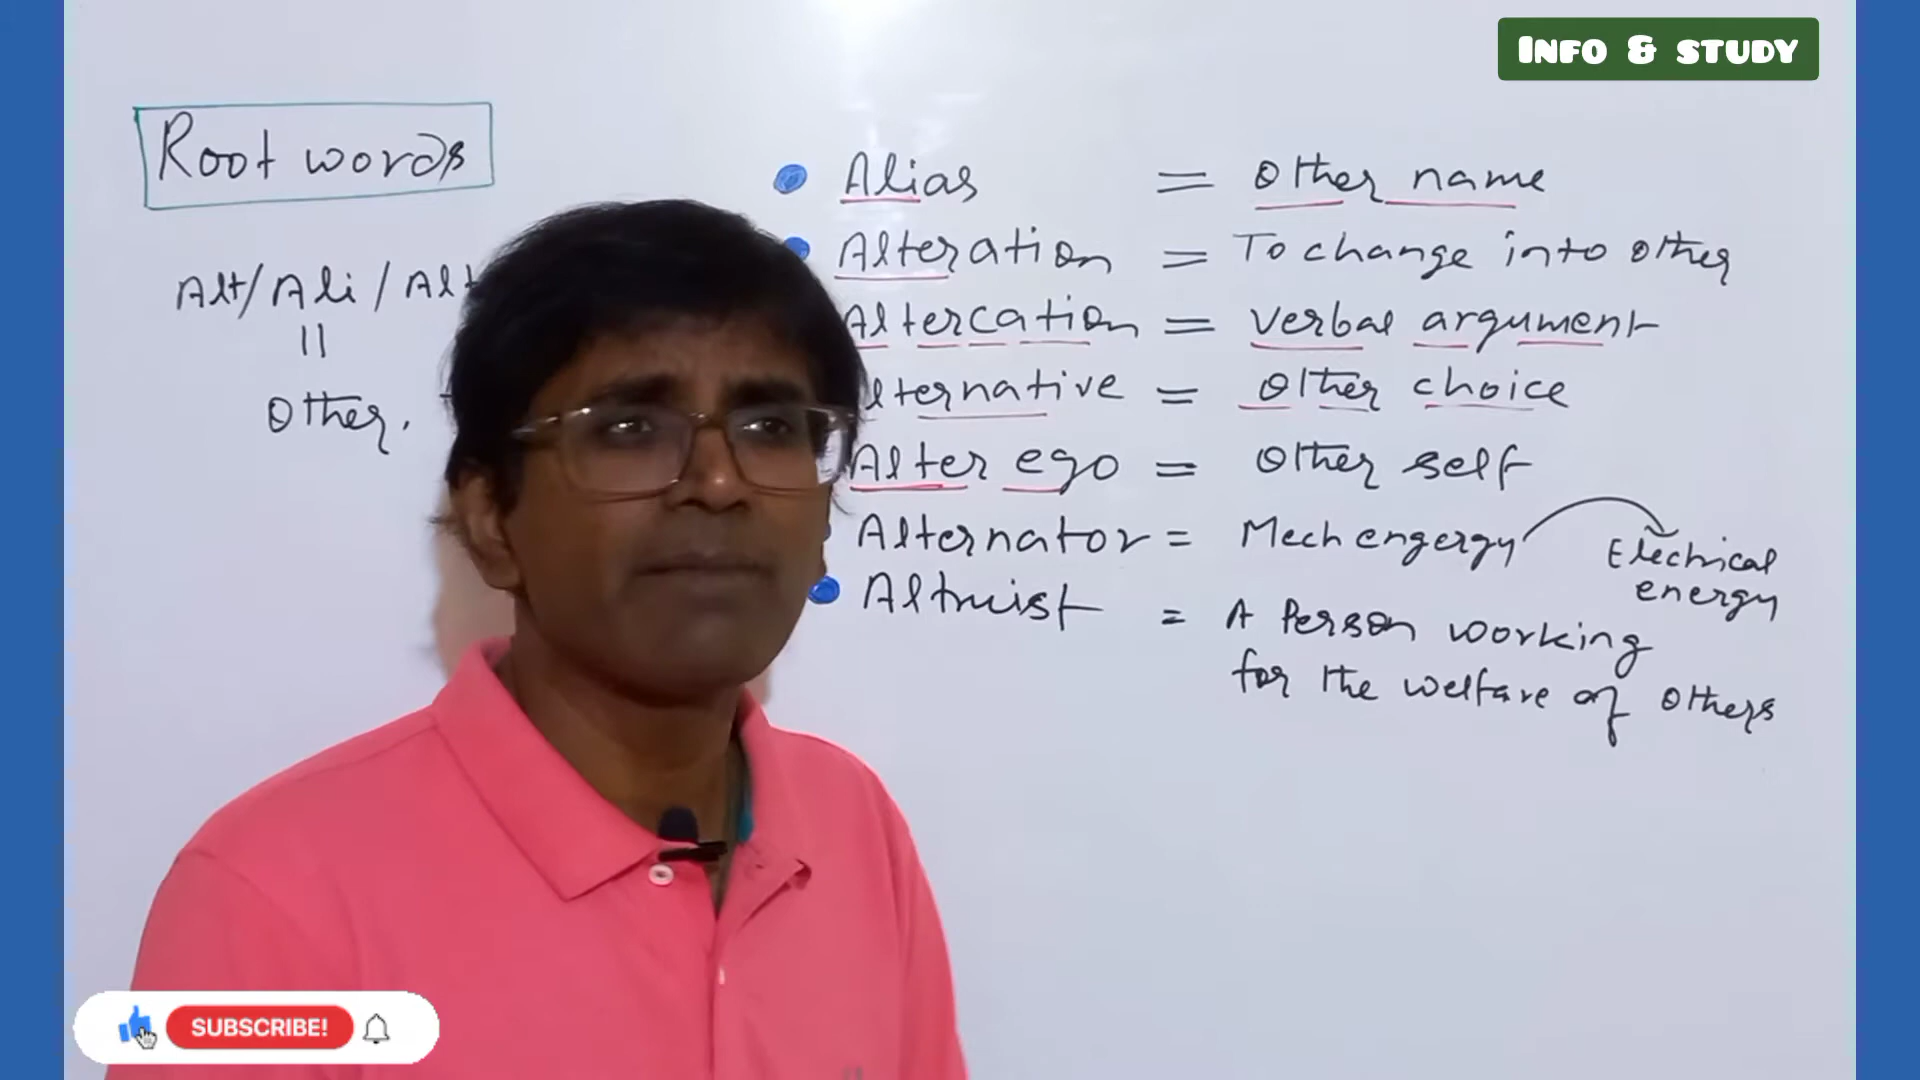 INFO & STUDY
Root words
Alt/Ali/Alt
||
Other,
Alias = Other name
Alteration = To change into other
Altercation = verbal argument
lternative = Other choice
Alter ego = Other self
Alternator = Mech engergy
Electrical
energy
Altruist = A Person working
for the welfare of others
SUBSCRIBE!